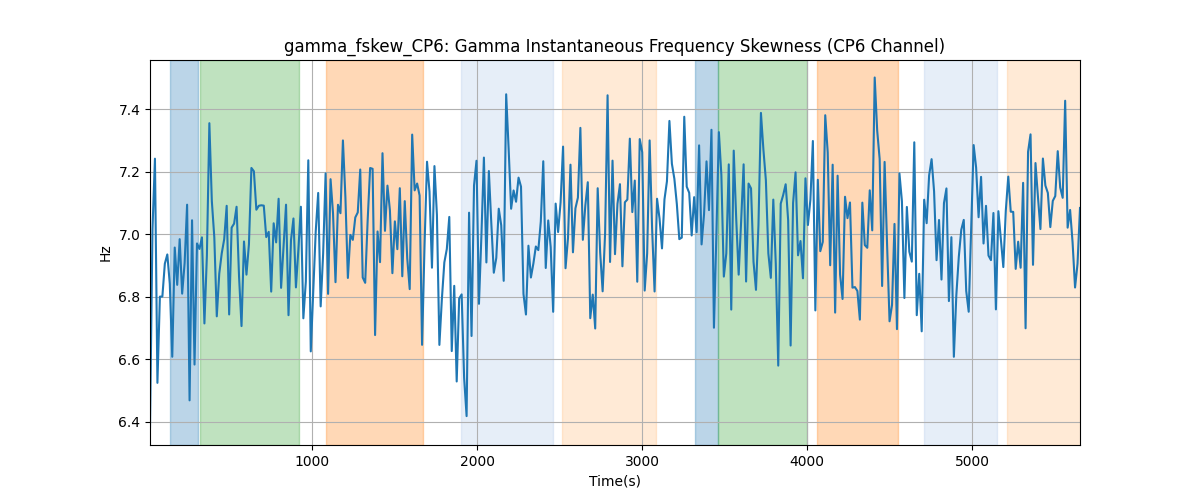 gamma_fskew_CP6: Gamma Instantaneous Frequency Skewness (CP6 Channel)
7.4
7.2
7.0
6.8
6.6
6.4
Hz
1000 2000 3000 4000 5000
Time(s)